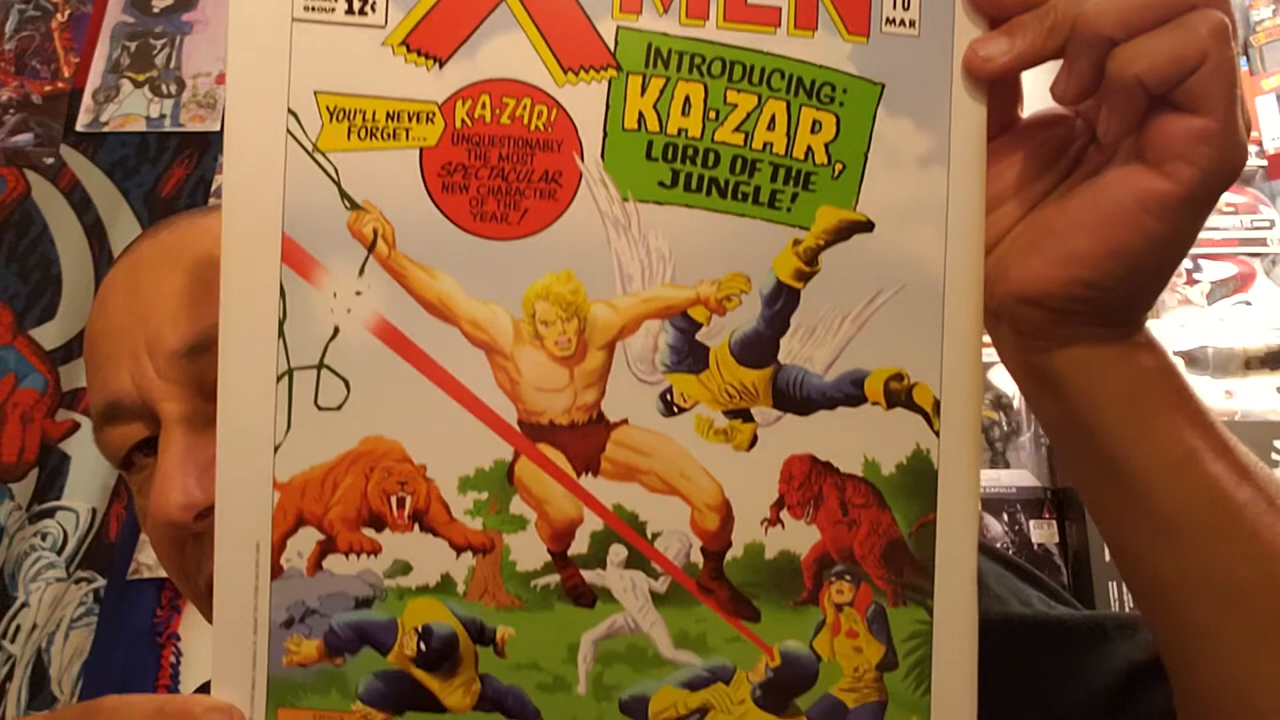 GROUP
12¢
X-MEN
10
MAR
INTRODUCING:
KA-ZAR,
LORD OF THE
JUNGLE!
YOU'LL NEVER
FORGET...
KA-ZAR!
UNQUESTIONABLY
THE MOST
SPECTACULAR
NEW CHARACTER
OF THE
YEAR!
CAPULLO